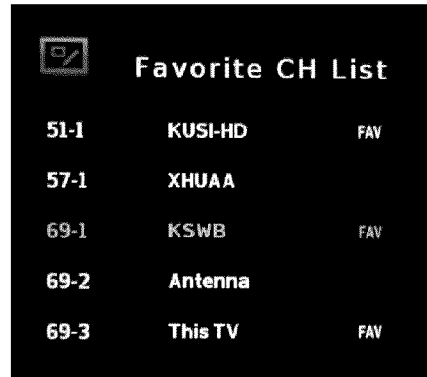 Favorite CH List
51-1 KUSI-HD FAV
57-1 XHUAA
69-1 KSWB FAV
69-2 Antenna
69-3 This TV FAV